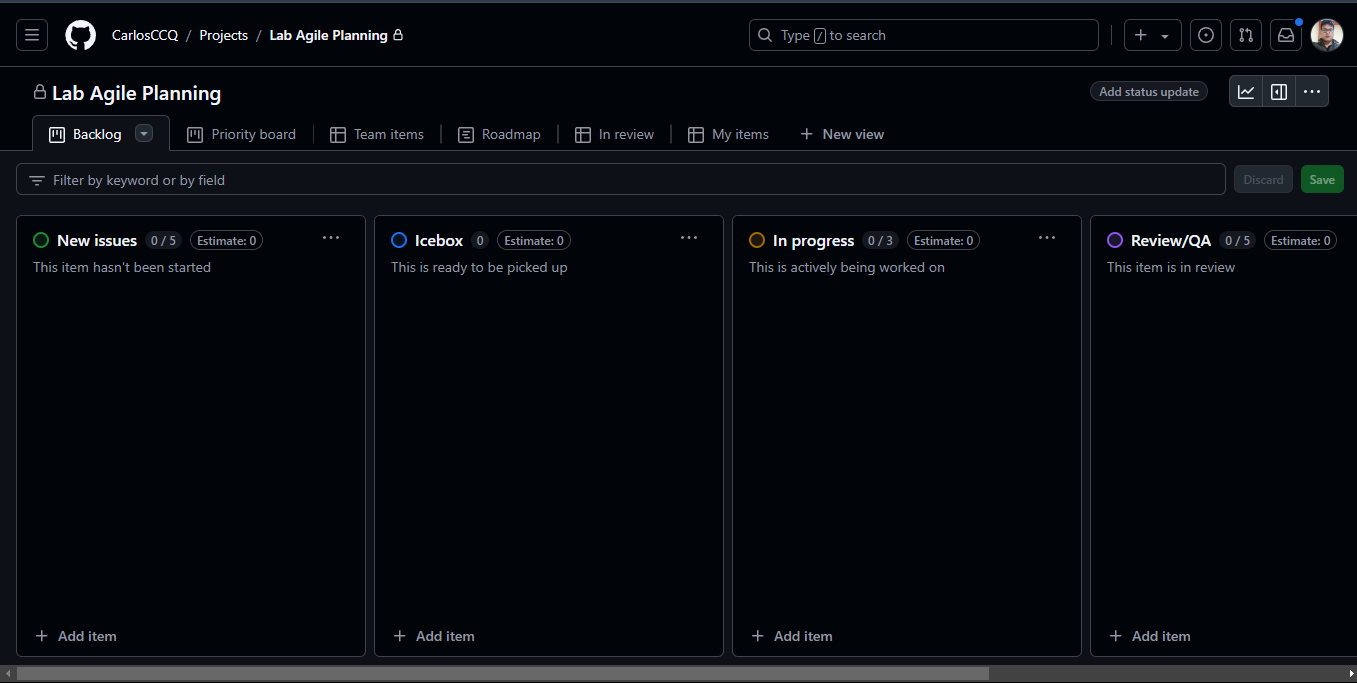 CarlosCCQ / Projects / Lab Agile Planning
Type / to search
Lab Agile Planning
Add status update
Backlog
Priority board
Team items
Roadmap
In review
My items
New view
Filter by keyword or by field
Discard
Save
New issues 0 / 5 Estimate: 0
This item hasn't been started
Add item
Icebox 0 Estimate: 0
This is ready to be picked up
Add item
In progress 0 / 3 Estimate: 0
This is actively being worked on
Add item
Review/QA 0 / 5 Estimate: 0
This item is in review
Add item